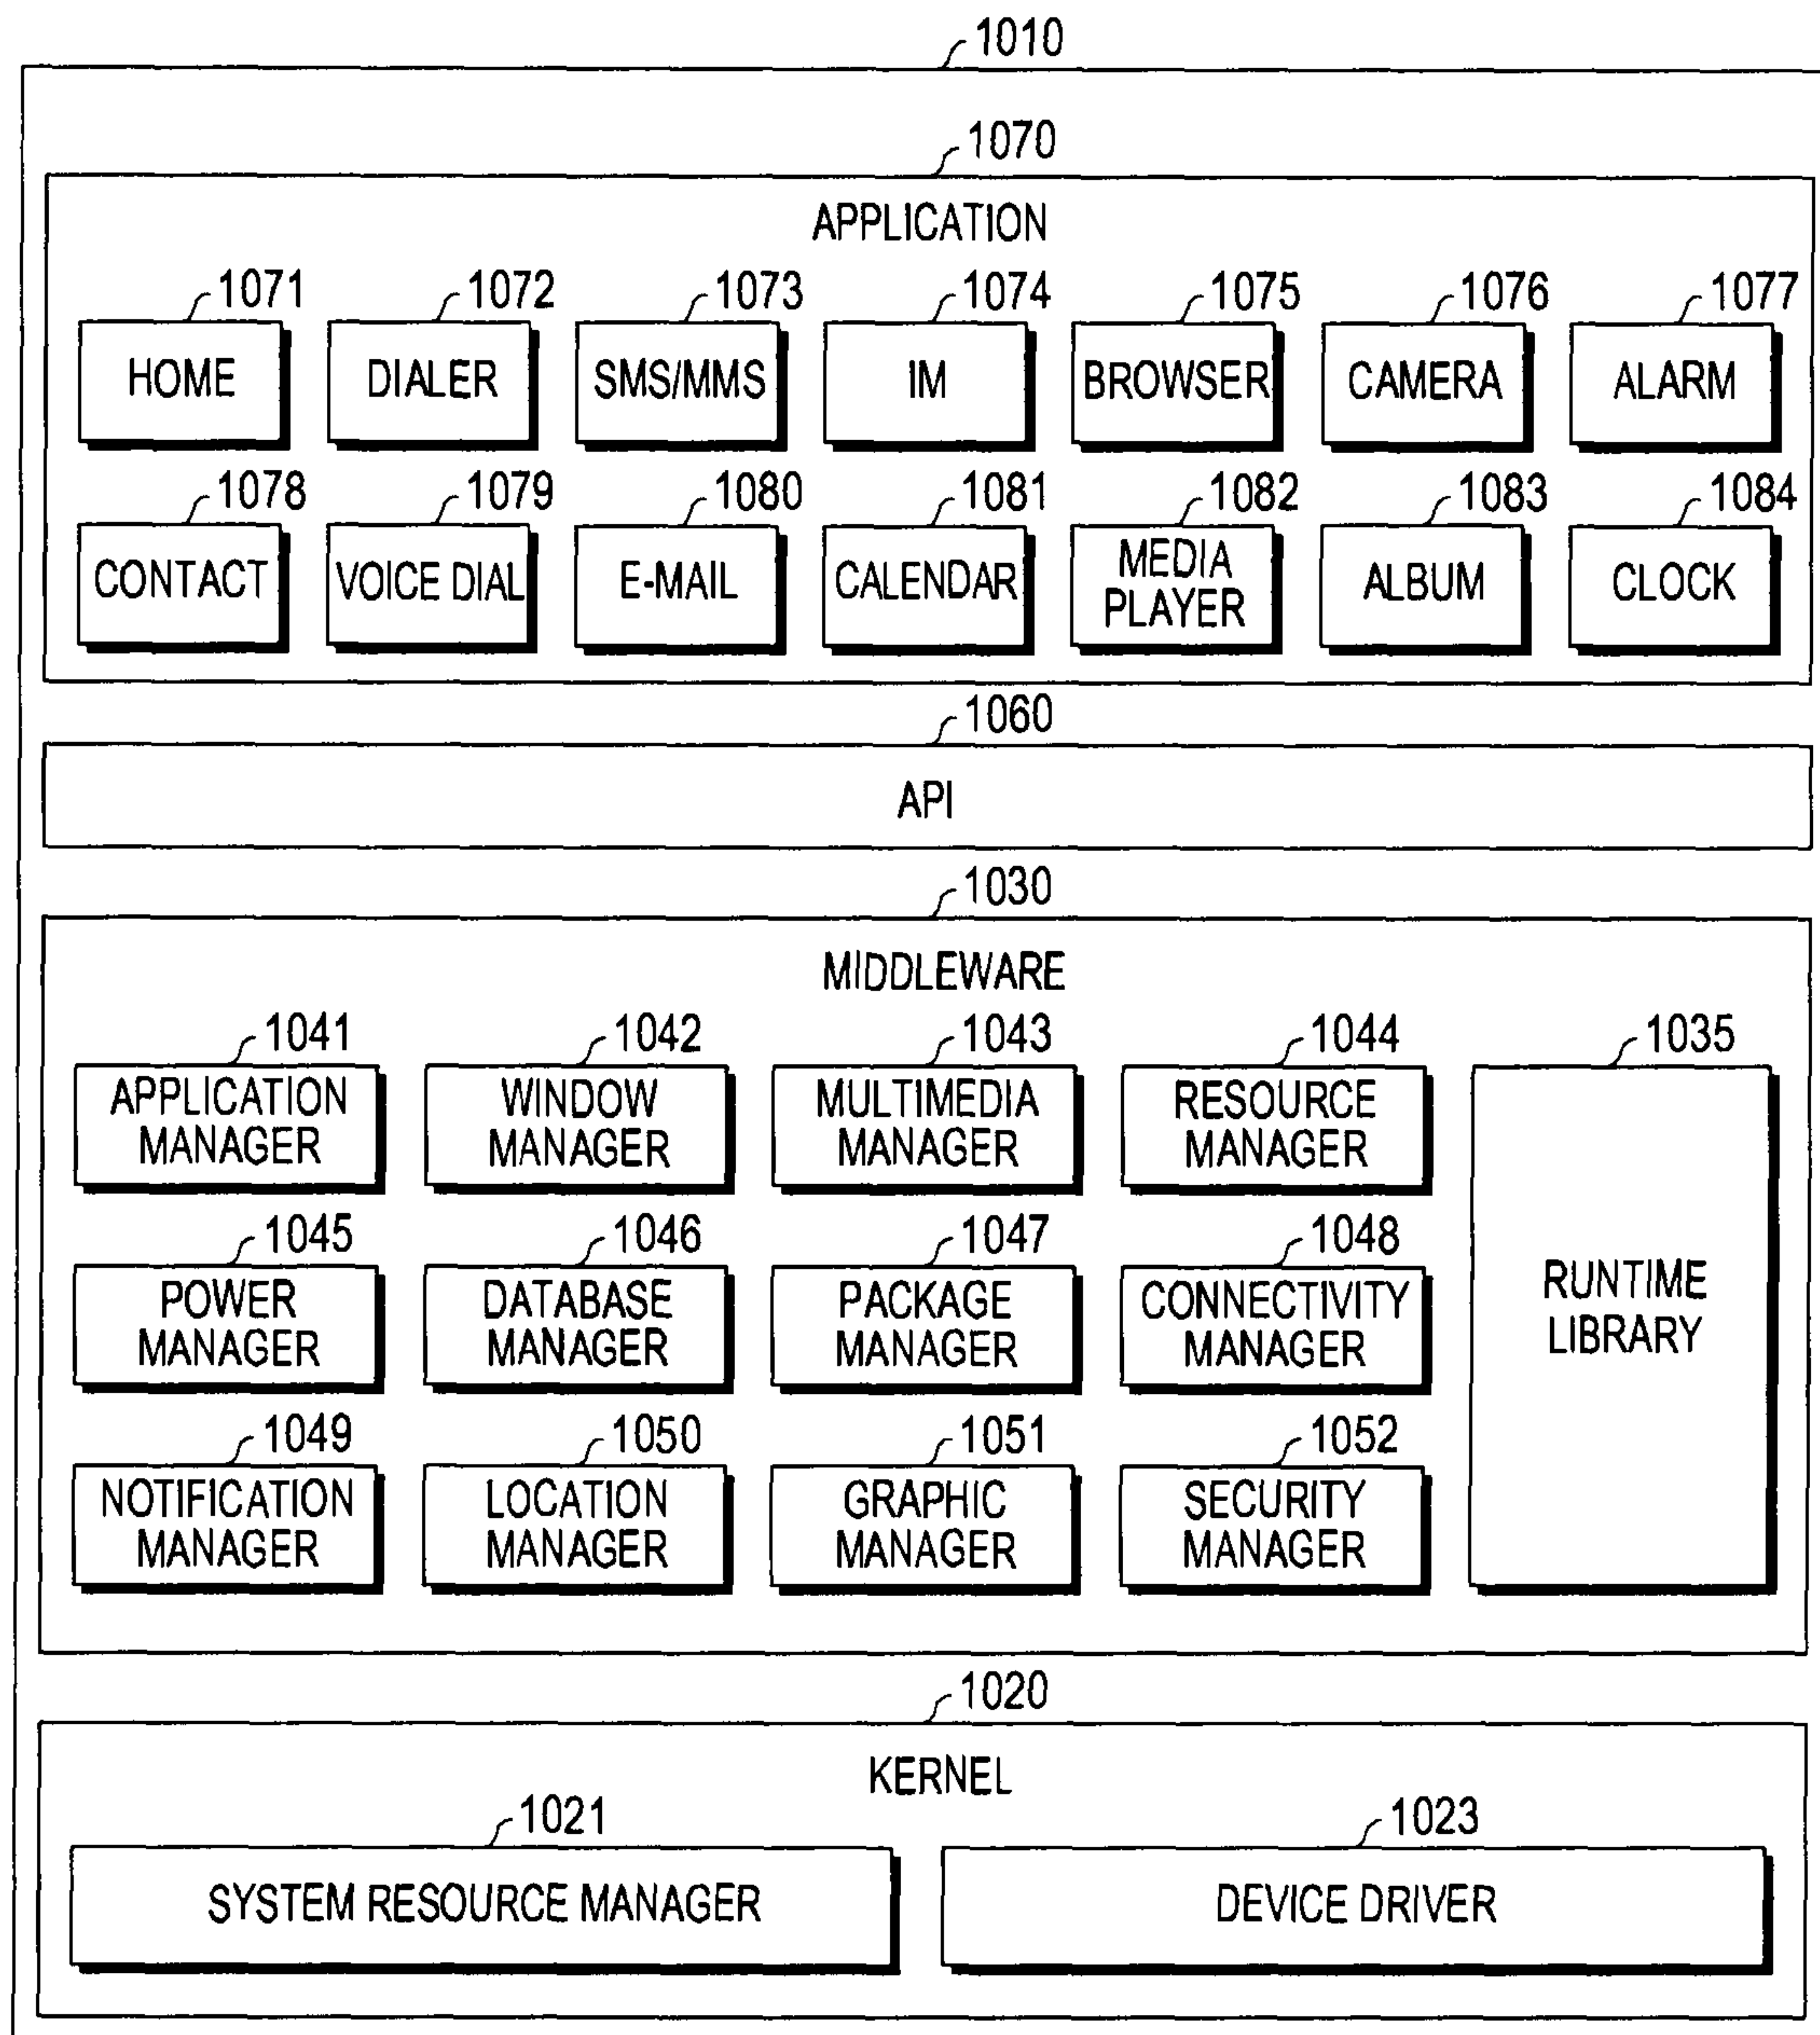 1010
1070
APPLICATION
1071 1072 1073 1074 1075 1076 1077
HOME DIALER SMS/MMS IM BROWSER CAMERA ALARM
1078 1079 1080 1081 1082 1083 1084
CONTACT VOICE DIAL E-MAIL CALENDAR MEDIA PLAYER ALBUM CLOCK
1060
API
1030
MIDDLEWARE
1041 1042 1043 1044 1035
APPLICATION MANAGER WINDOW MANAGER MULTIMEDIA MANAGER RESOURCE MANAGER
1045 1046 1047 1048
POWER MANAGER DATABASE MANAGER PACKAGE MANAGER CONNECTIVITY MANAGER RUNTIME LIBRARY
1049 1050 1051 1052
NOTIFICATION MANAGER LOCATION MANAGER GRAPHIC MANAGER SECURITY MANAGER
1020
KERNEL
1021 1023
SYSTEM RESOURCE MANAGER DEVICE DRIVER